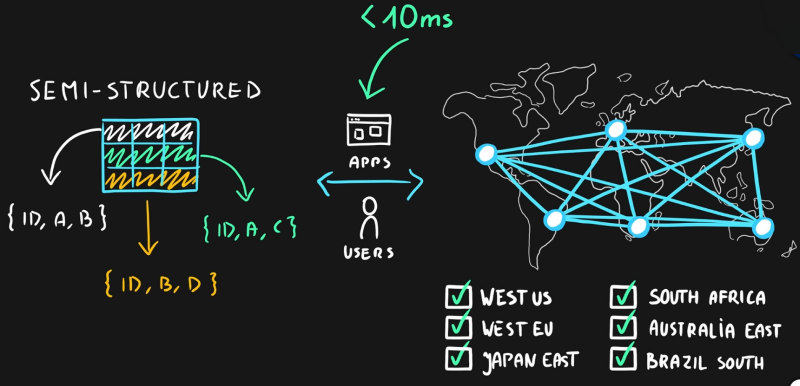 <10ms
SEMI-STRUCTURED
{ID, A, B}
{ID, A, C}
{ID, B, D}
APPS
USERS
WEST US
WEST EU
JAPAN EAST
SOUTH AFRICA
AUSTRALIA EAST
BRAZIL SOUTH